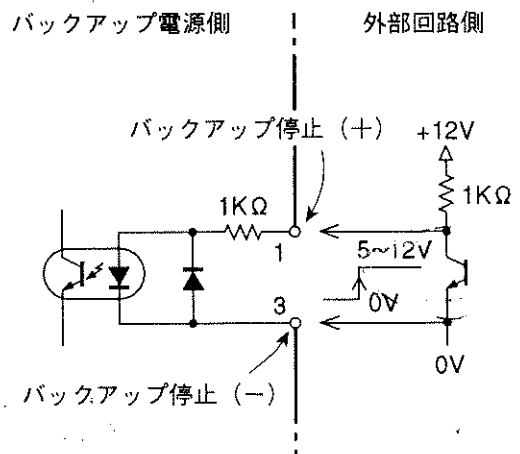 バックアップ電源側
外部回路側
バックアップ停止（＋）
+12V
1KΩ
1KΩ
1
5~12V
0V
3
0V
バックアップ停止（－）